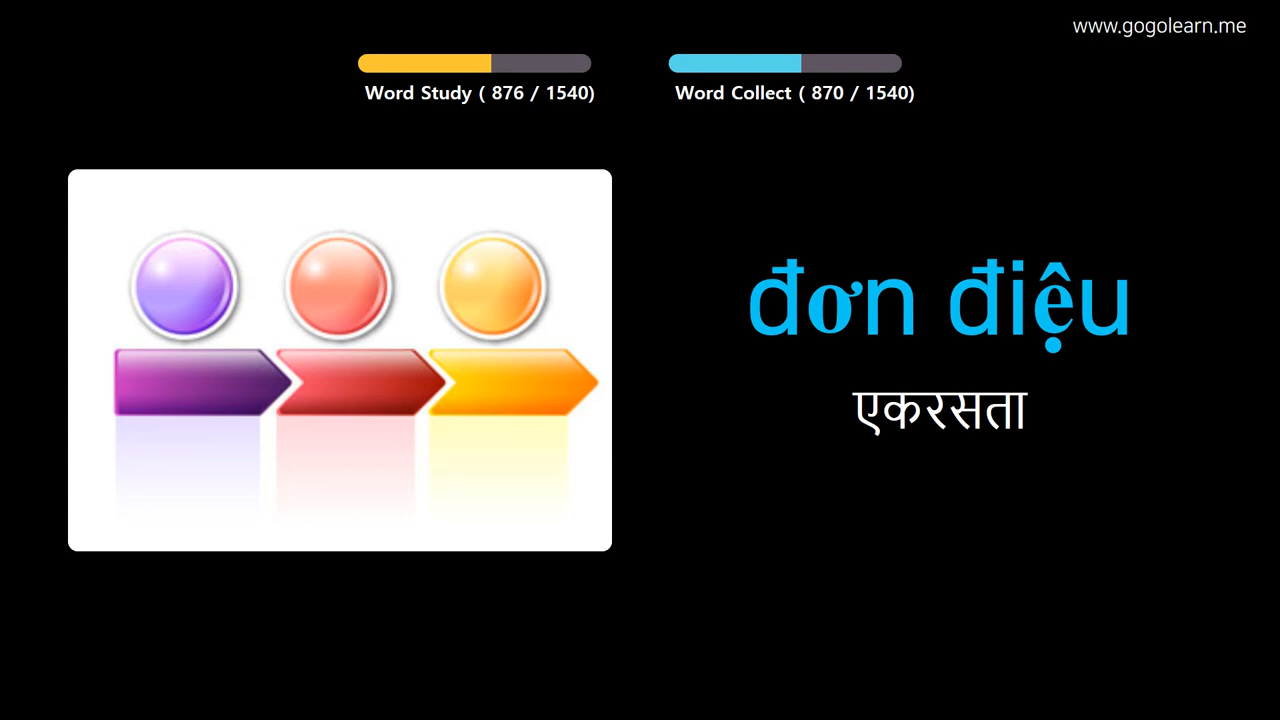 www.gogolearn.me
Word Study ( 876 / 1540)
Word Collect ( 870 / 1540)
đơn điệu
एकरसता